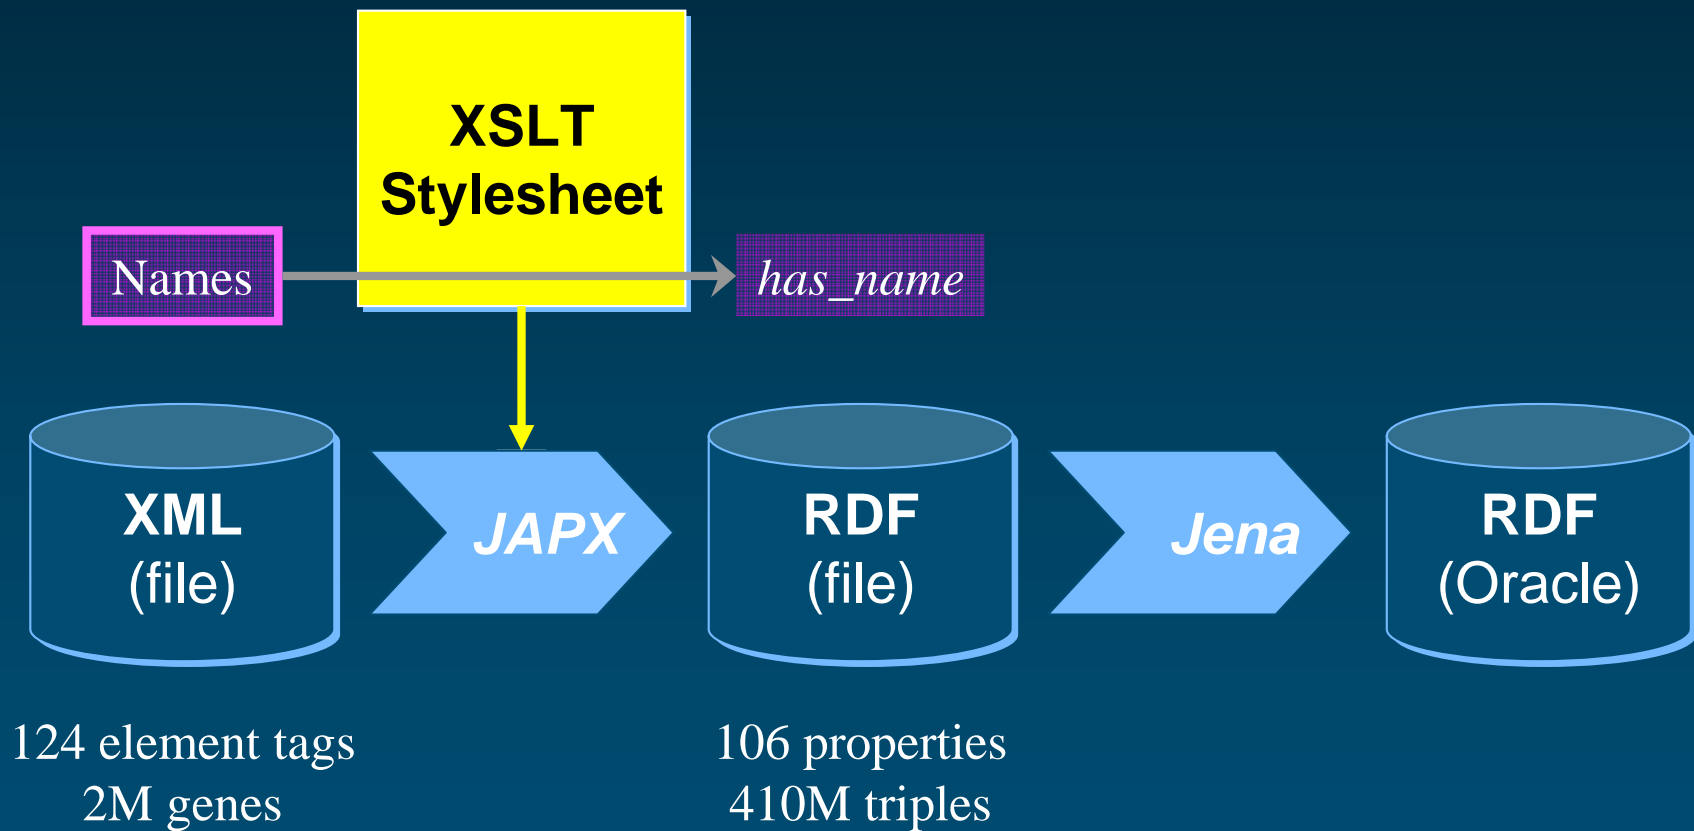 XSLT
Stylesheet
Names
has_name
XML
(file)
JAPX
RDF
(file)
Jena
RDF
(Oracle)
124 element tags
2M genes
106 properties
410M triples